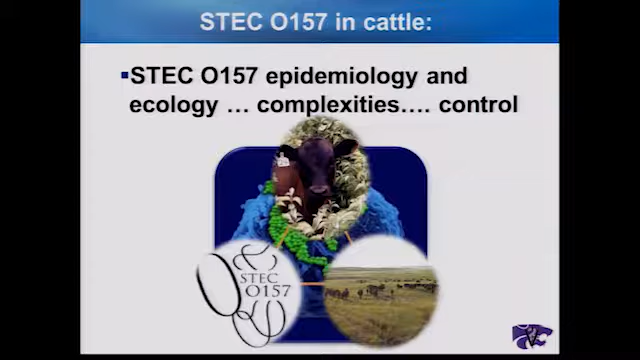 STEC O157 in cattle:
STEC O157 epidemiology and
ecology … complexities…. control
STEC
O157